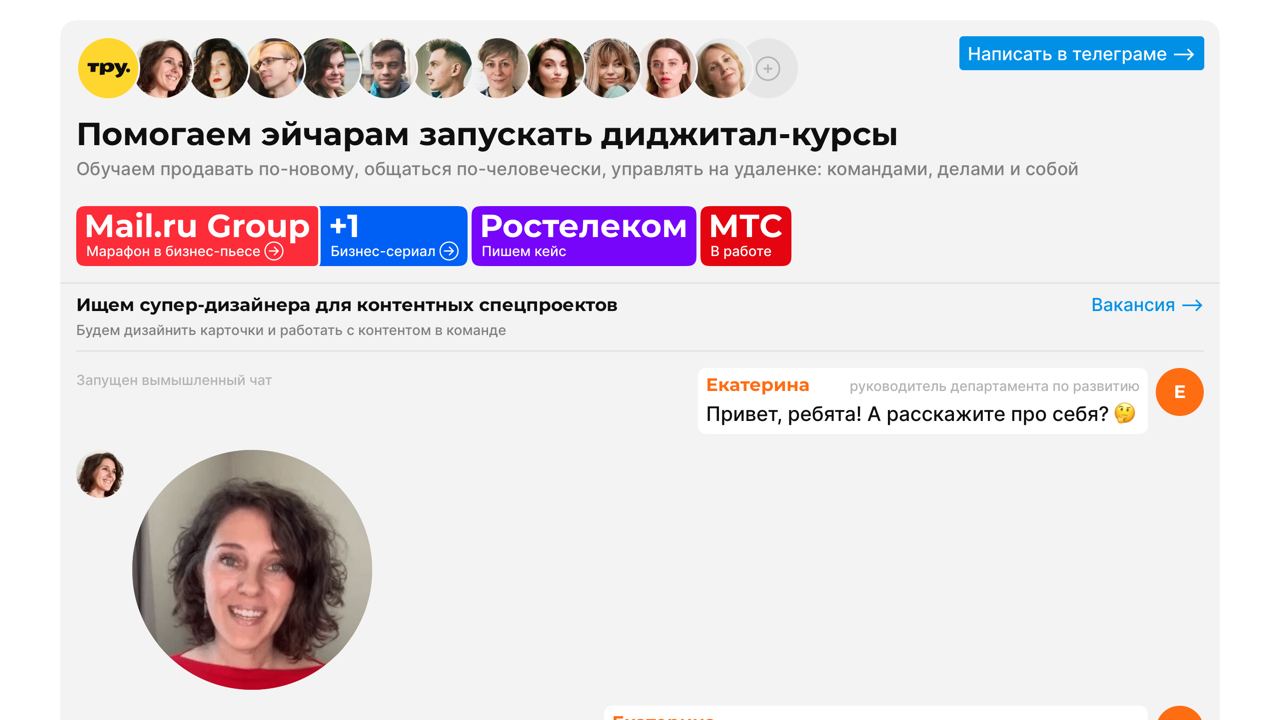 тру.
Написать в телеграме →
Помогаем эйчарам запускать диджитал-курсы
Обучаем продавать по-новому, общаться по-человечески, управлять на удаленке: командами, делами и собой
Mail.ru Group
Марафон в бизнес-пьесе
+1
Бизнес-сериал
Ростелеком
Пишем кейс
МТС
В работе
Ищем супер-дизайнера для контентных спецпроектов
Вакансия →
Будем дизайнить карточки и работать с контентом в команде
Запущен вымышленный чат
Екатерина руководитель департамента по развитию
Е
Привет, ребята! А расскажите про себя? 🤔
Екатерина